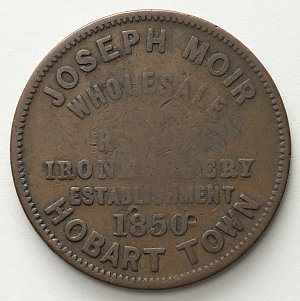 JOSEPH MOIR
WHOLESALE
IRONMONGERY
ESTABLISHMENT
1850
HOBART TOWN